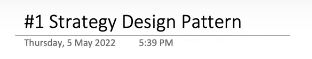 #1 Strategy Design Pattern
Thursday, 5 May 2022 5:39 PM